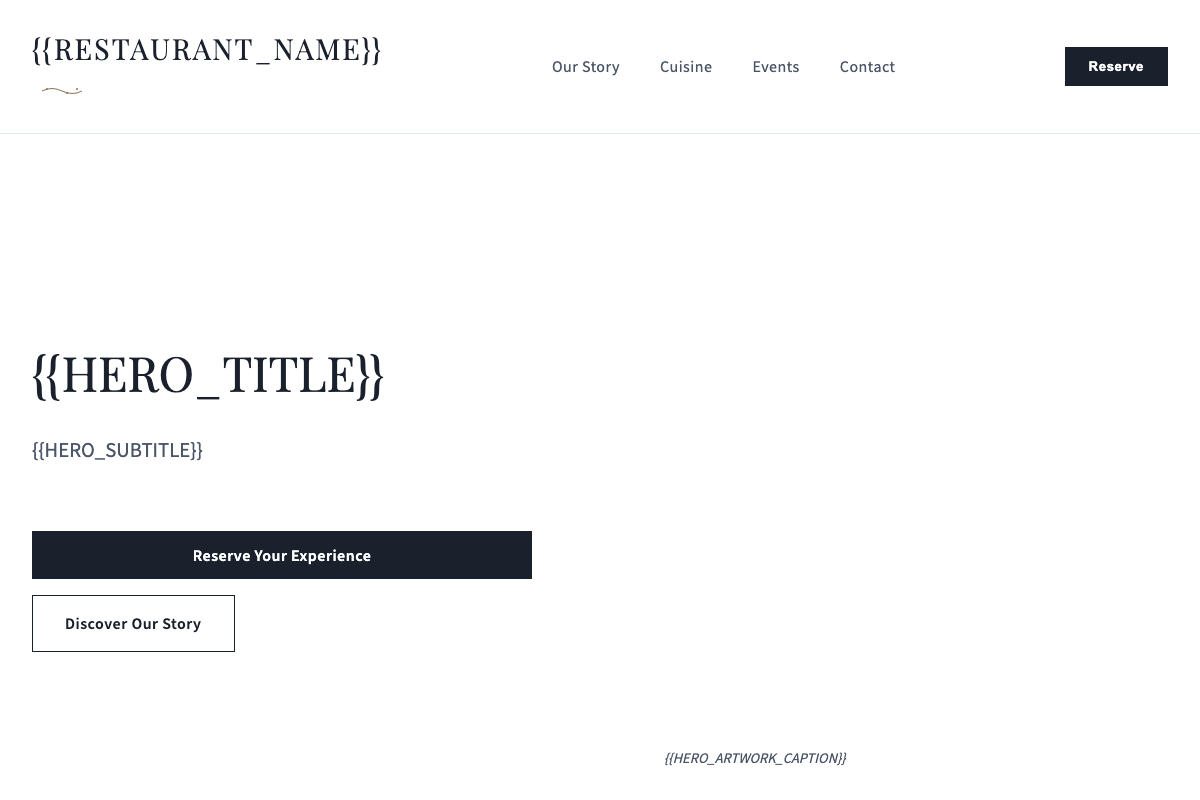 {{RESTAURANT_NAME}}
Our Story
Cuisine
Events
Contact
Reserve
{{HERO_TITLE}}
{{HERO_SUBTITLE}}
Reserve Your Experience
Discover Our Story
{{HERO_ARTWORK_CAPTION}}